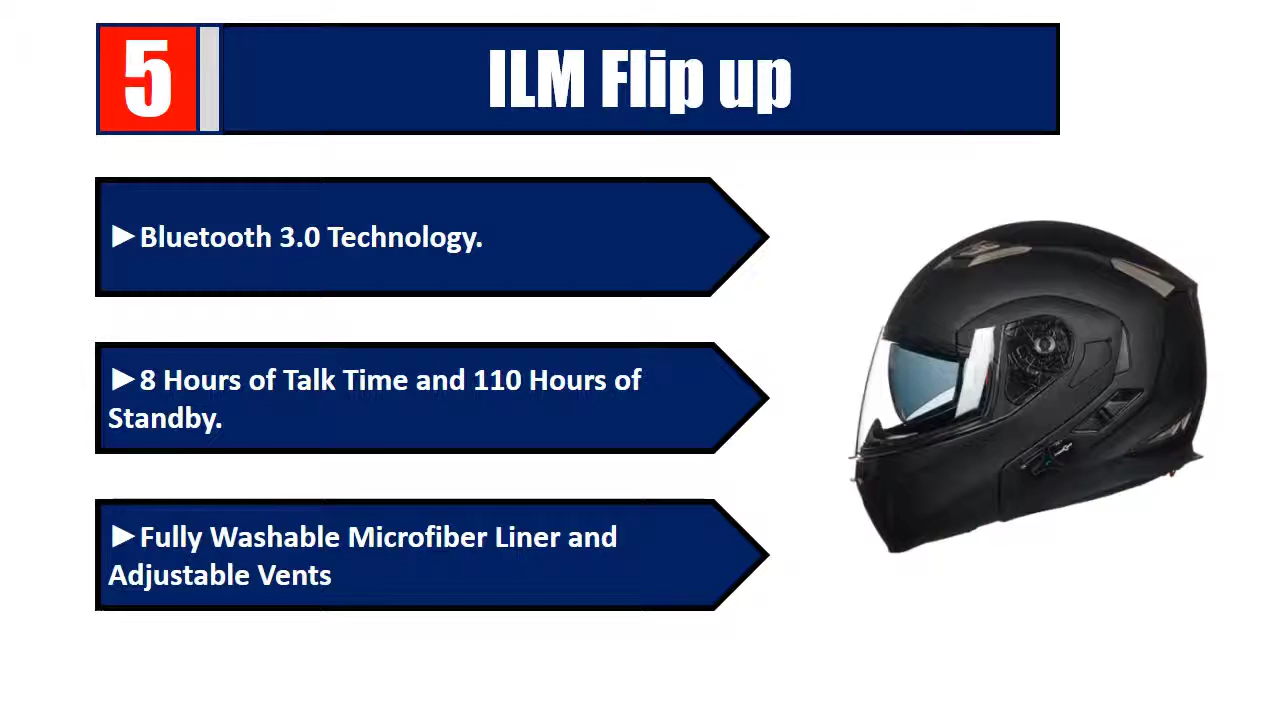 5
ILM Flip up
►Bluetooth 3.0 Technology.
►8 Hours of Talk Time and 110 Hours of
Standby.
►Fully Washable Microfiber Liner and
Adjustable Vents